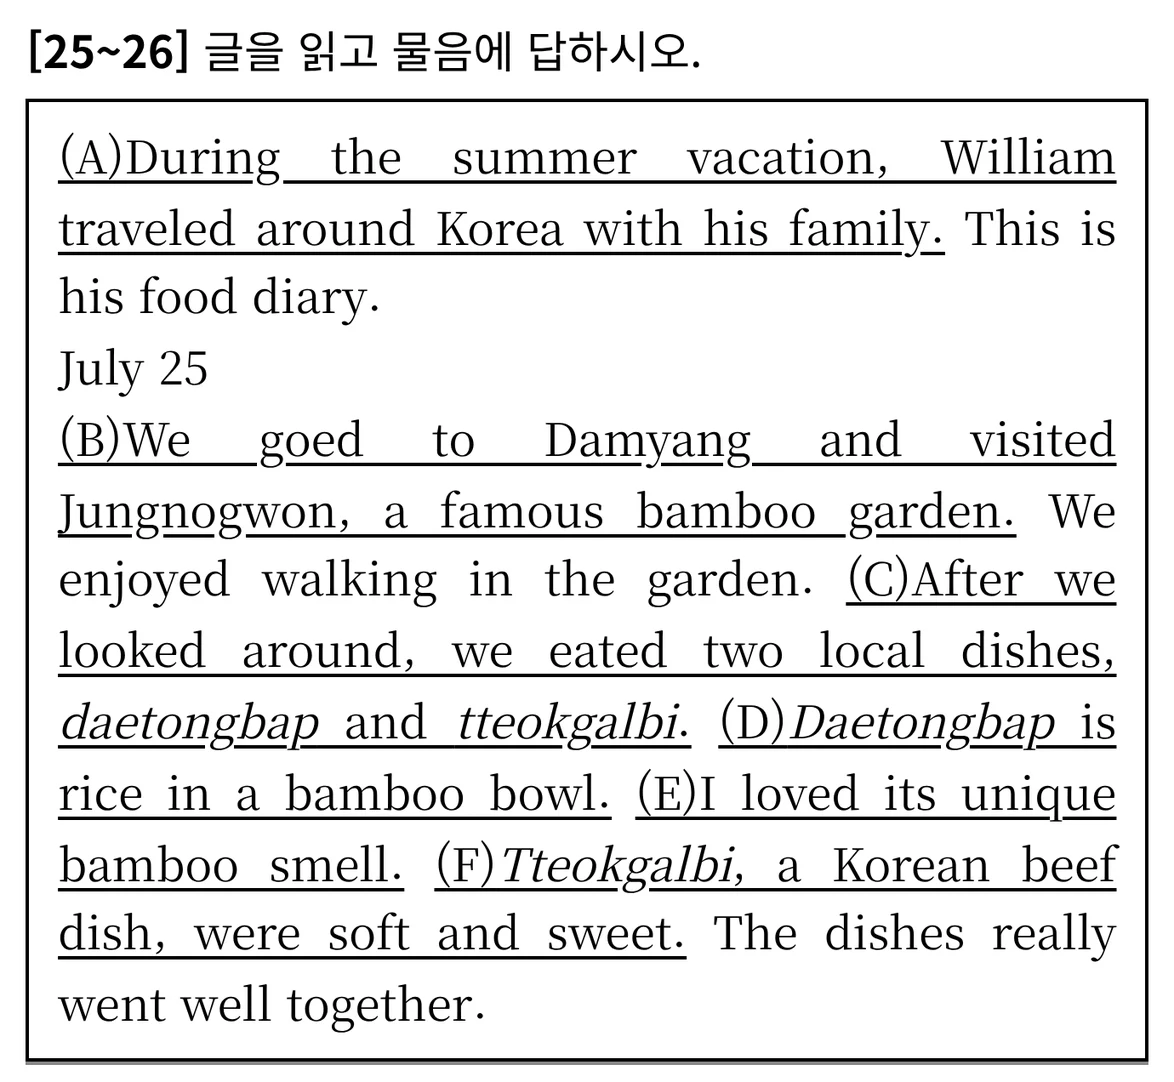 [25~26] 글을 읽고 물음에 답하시오.
(A)During the summer vacation, William
traveled around Korea with his family. This is
his food diary.
July 25
(B)We goed to Damyang and visited
Jungnogwon, a famous bamboo garden. We
enjoyed walking in the garden. (C)After we
looked around, we eated two local dishes,
daetongbap and tteokgalbi. (D)Daetongbap is
rice in a bamboo bowl. (E)I loved its unique
bamboo smell. (F)Tteokgalbi, a Korean beef
dish, were soft and sweet. The dishes really
went well together.